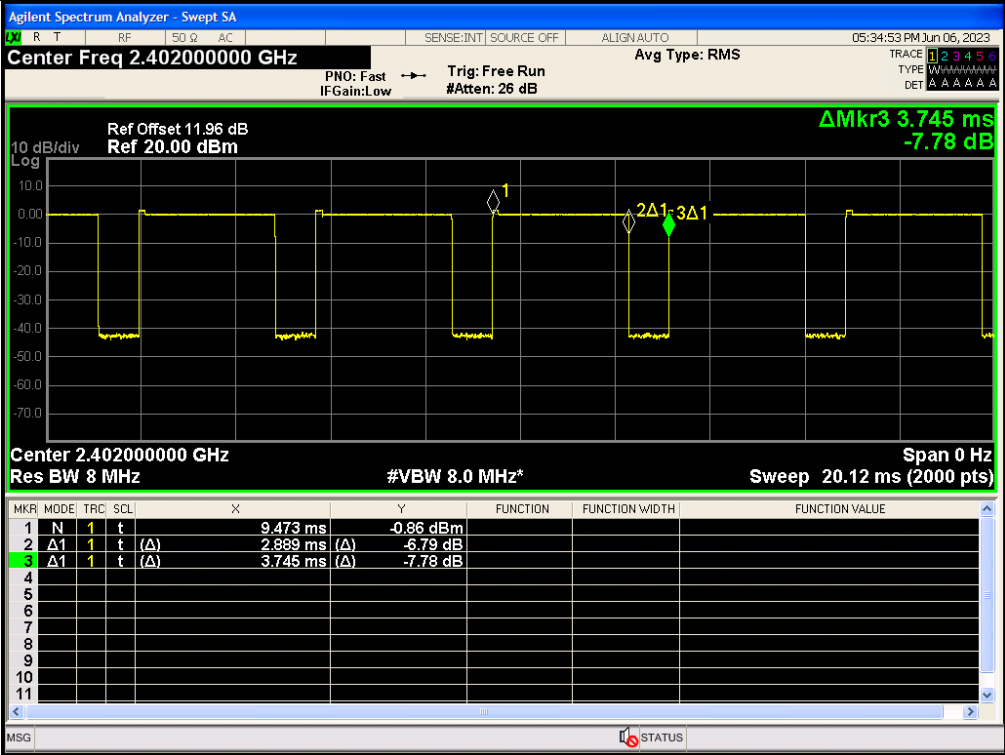 Agilent Spectrum Analyzer - Swept SA
LXI R T RF 50 Ω AC SENSE:INT SOURCE OFF ALIGN AUTO 05:34:53 PM Jun 06, 2023
Center Freq 2.402000000 GHz Avg Type: RMS TRACE 1 2 3 4 5 6
PNO: Fast Trig: Free Run TYPE W
IFGain:Low #Atten: 26 dB DET A A A A A A
ΔMkr3 3.745 ms
-7.78 dB
Ref Offset 11.96 dB
10 dB/div Ref 20.00 dBm
Log
10.0
0.00
-10.0
-20.0
-30.0
-40.0
-50.0
-60.0
-70.0
1
2Δ1 3Δ1
Center 2.402000000 GHz Span 0 Hz
Res BW 8 MHz #VBW 8.0 MHz* Sweep 20.12 ms (2000 pts)
MKR MODE TRC SCL X Y FUNCTION FUNCTION WIDTH FUNCTION VALUE
1 N 1 t 9.473 ms -0.86 dBm
2 Δ1 1 t (Δ) 2.889 ms (Δ) -6.79 dB
3 Δ1 1 t (Δ) 3.745 ms (Δ) -7.78 dB
4
5
6
7
8
9
10
11
MSG STATUS